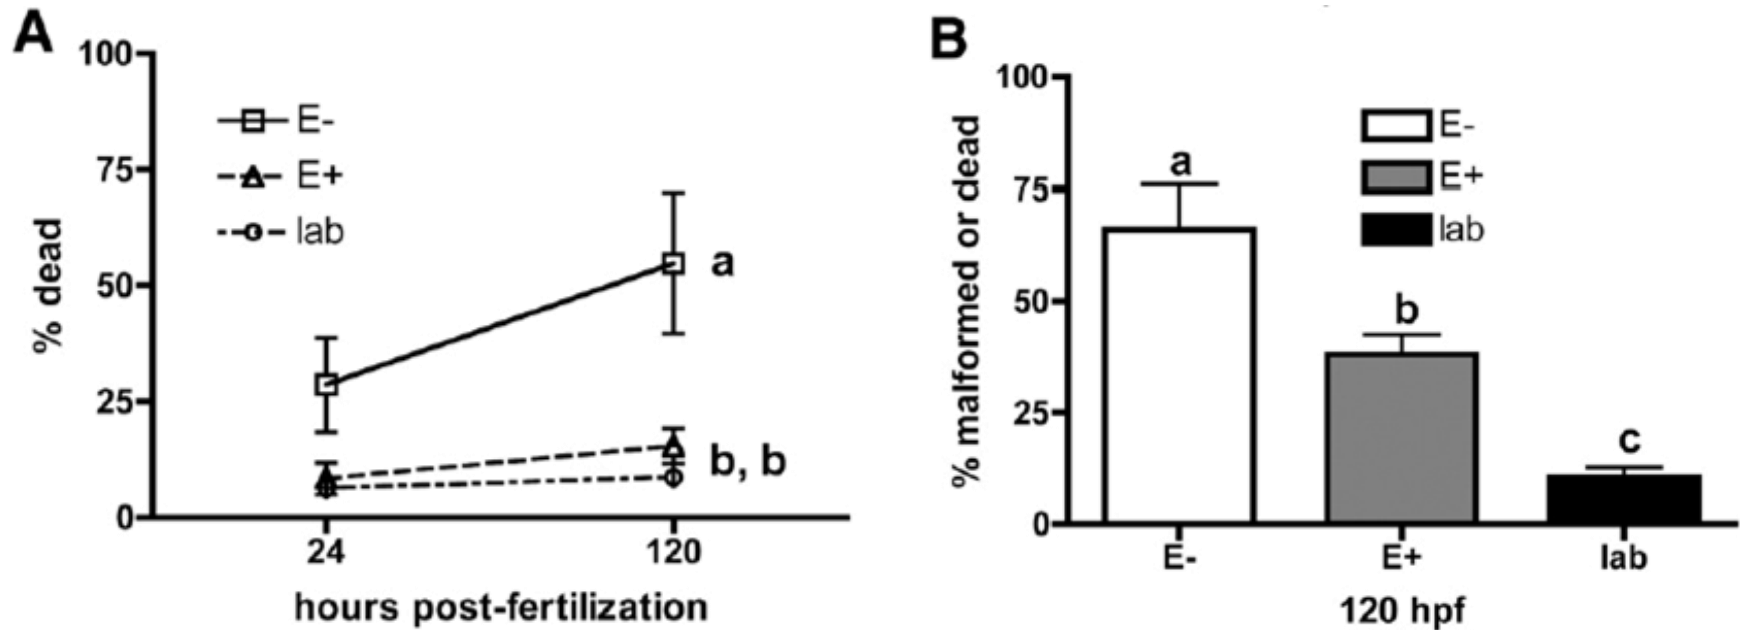 A
100
75
50
25
0
% dead
E-
E+
lab
a
b, b
24 120
hours post-fertilization
B
100
75
50
25
0
% malformed or dead
E-
E+
lab
a
b
c
E- E+ lab
120 hpf